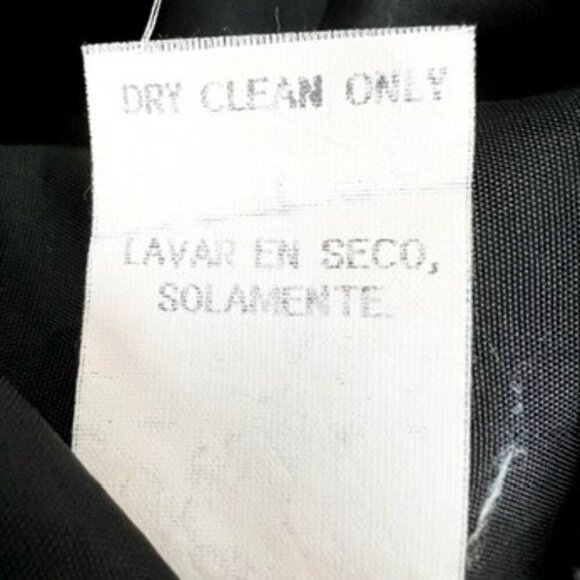 DRY CLEAN ONLY
LAVAR EN SECO,
SOLAMENTE.